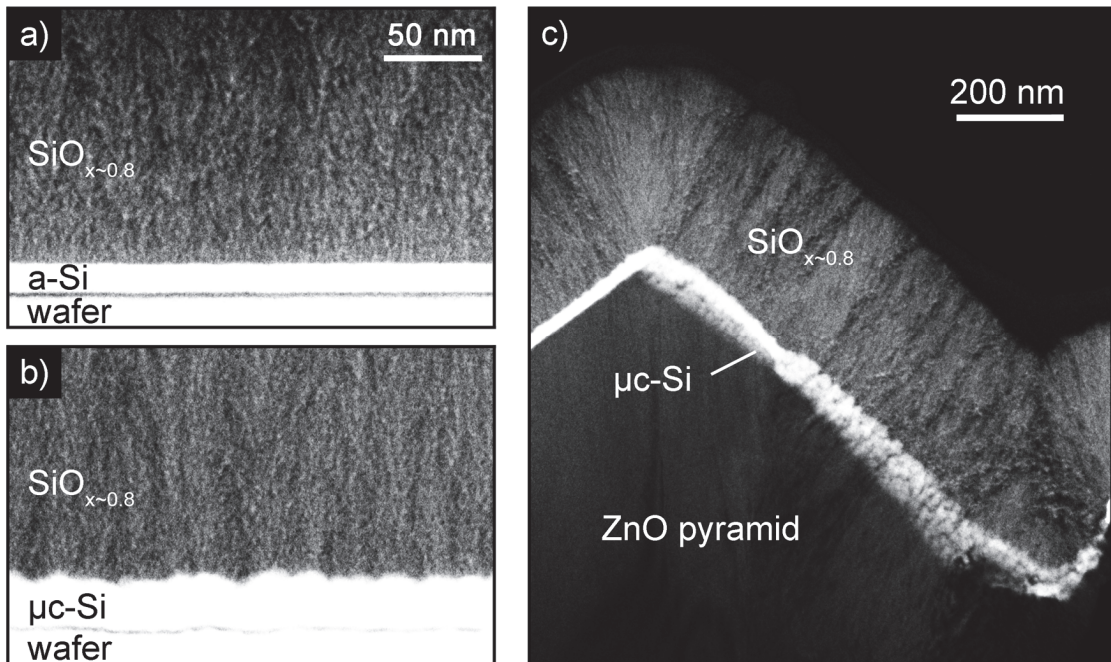 a)
50 nm
SiOx~0.8
a-Si
wafer
b)
SiOx~0.8
µc-Si
wafer
c)
200 nm
SiOx~0.8
µc-Si
ZnO pyramid